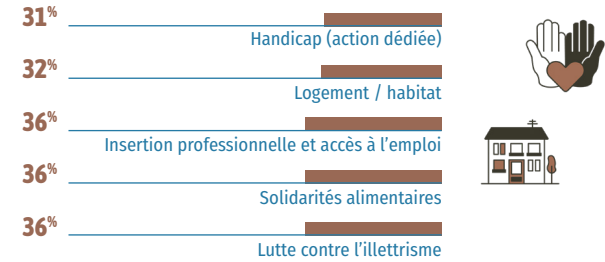 31%
Handicap (action dédiée)
32%
Logement / habitat
36%
Insertion professionnelle et accès à l’emploi
36%
Solidarités alimentaires
36%
Lutte contre l’illettrisme